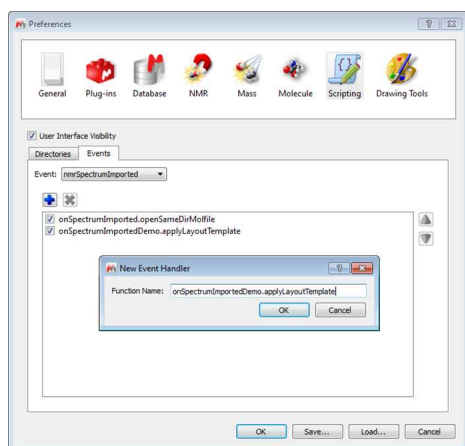 Preferences
General Plug-ins Database NMR Mass Molecule Scripting Drawing Tools
User Interface Visibility
Directories Events
Event: nmrSpectrumImported
onSpectrumImported.openSameDirMolfile
onSpectrumImportedDemo.applyLayoutTemplate
New Event Handler
Function Name: onSpectrumImportedDemo.applyLayoutTemplate
OK Cancel
OK Save... Load... Cancel